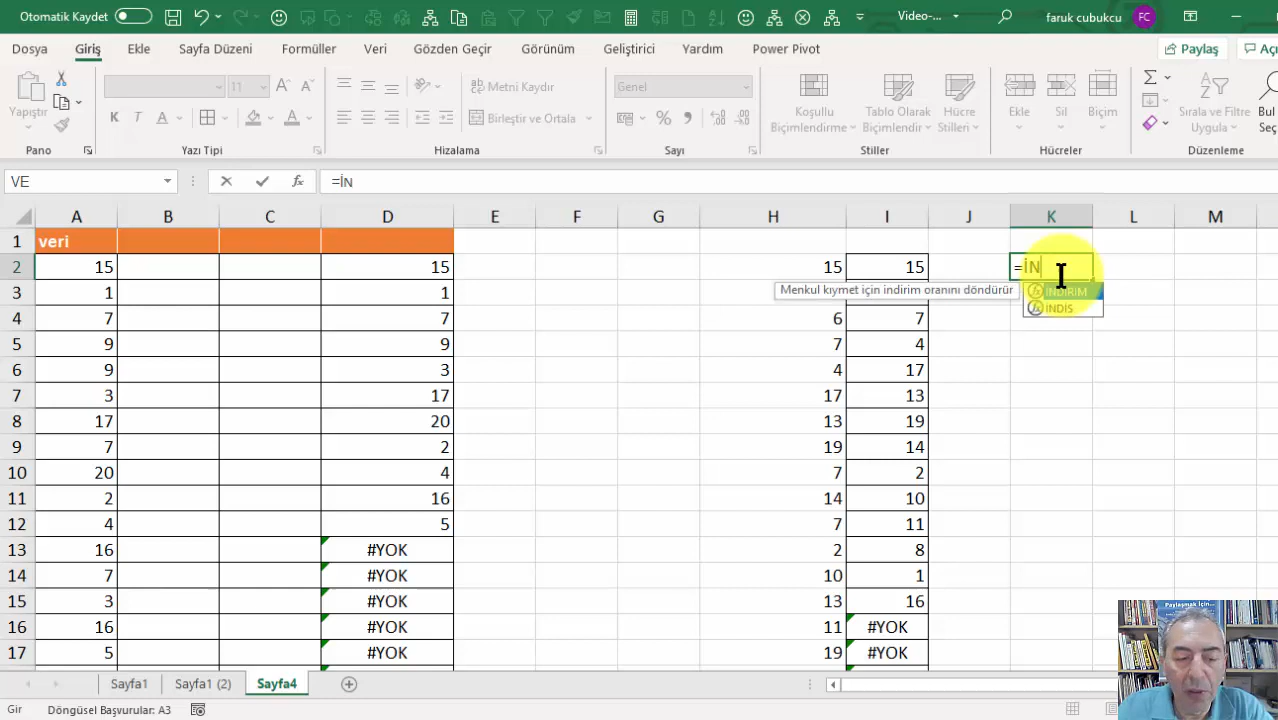 Otomatik Kaydet
Video-...
faruk cubukcu
FC
Dosya Giriş Ekle Sayfa Düzeni Formüller Veri Gözden Geçir Görünüm Geliştirici Yardım Power Pivot Paylaş Açı
Yapıştır
11
Metni Kaydır
Genel
Koşullu Biçimlendirme
Tablo Olarak Biçimlendir
Hücre Stilleri
Ekle
Sil
Biçim
Sırala ve Filtre Uygula
Bul
K T A
Birleştir ve Ortala
Pano Yazı Tipi Hizalama Sayı Stiller Hücreler Düzenleme
VE
fx
=İN
A B C D E F G H I J K L M
1 veri
2 15 15 15 15 =İN
3 1 1
Menkul kıymet için indirim oranını döndürür
İNDİRİM
İNDİS
4 7 7 6 7
5 9 9 7 4
6 9 3 4 17
7 3 17 17 13
8 17 20 13 19
9 7 2 19 14
10 20 4 14 2
11 2 16 14 10
12 4 5 7 11
13 16 #YOK 2 8
14 7 #YOK 10 1
15 3 #YOK 13 16
16 16 #YOK 11 #YOK
17 5 #YOK 19 #YOK
Paylaşmak İçin...
Sayfa1 Sayfa1 (2) Sayfa4
Gir Döngüsel Başvurular: A3